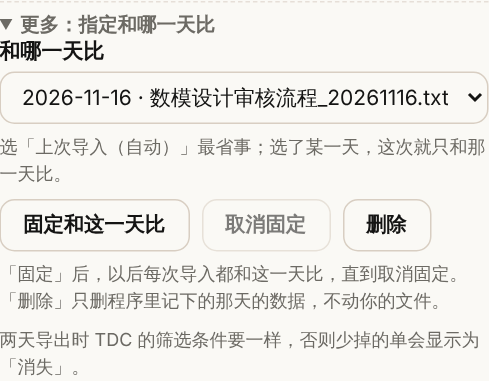 ▼ 更多：指定和哪一天比
和哪一天比
2026-11-16 · 数模设计审核流程_20261116.txt
选「上次导入（自动）」最省事；选了某一天，这次就只和那
一天比。
固定和这一天比 取消固定 删除
「固定」后，以后每次导入都和这一天比，直到取消固定。
「删除」只删程序里记下的那天的数据，不动你的文件。
两天导出时 TDC 的筛选条件要一样，否则少掉的单会显示为
「消失」。